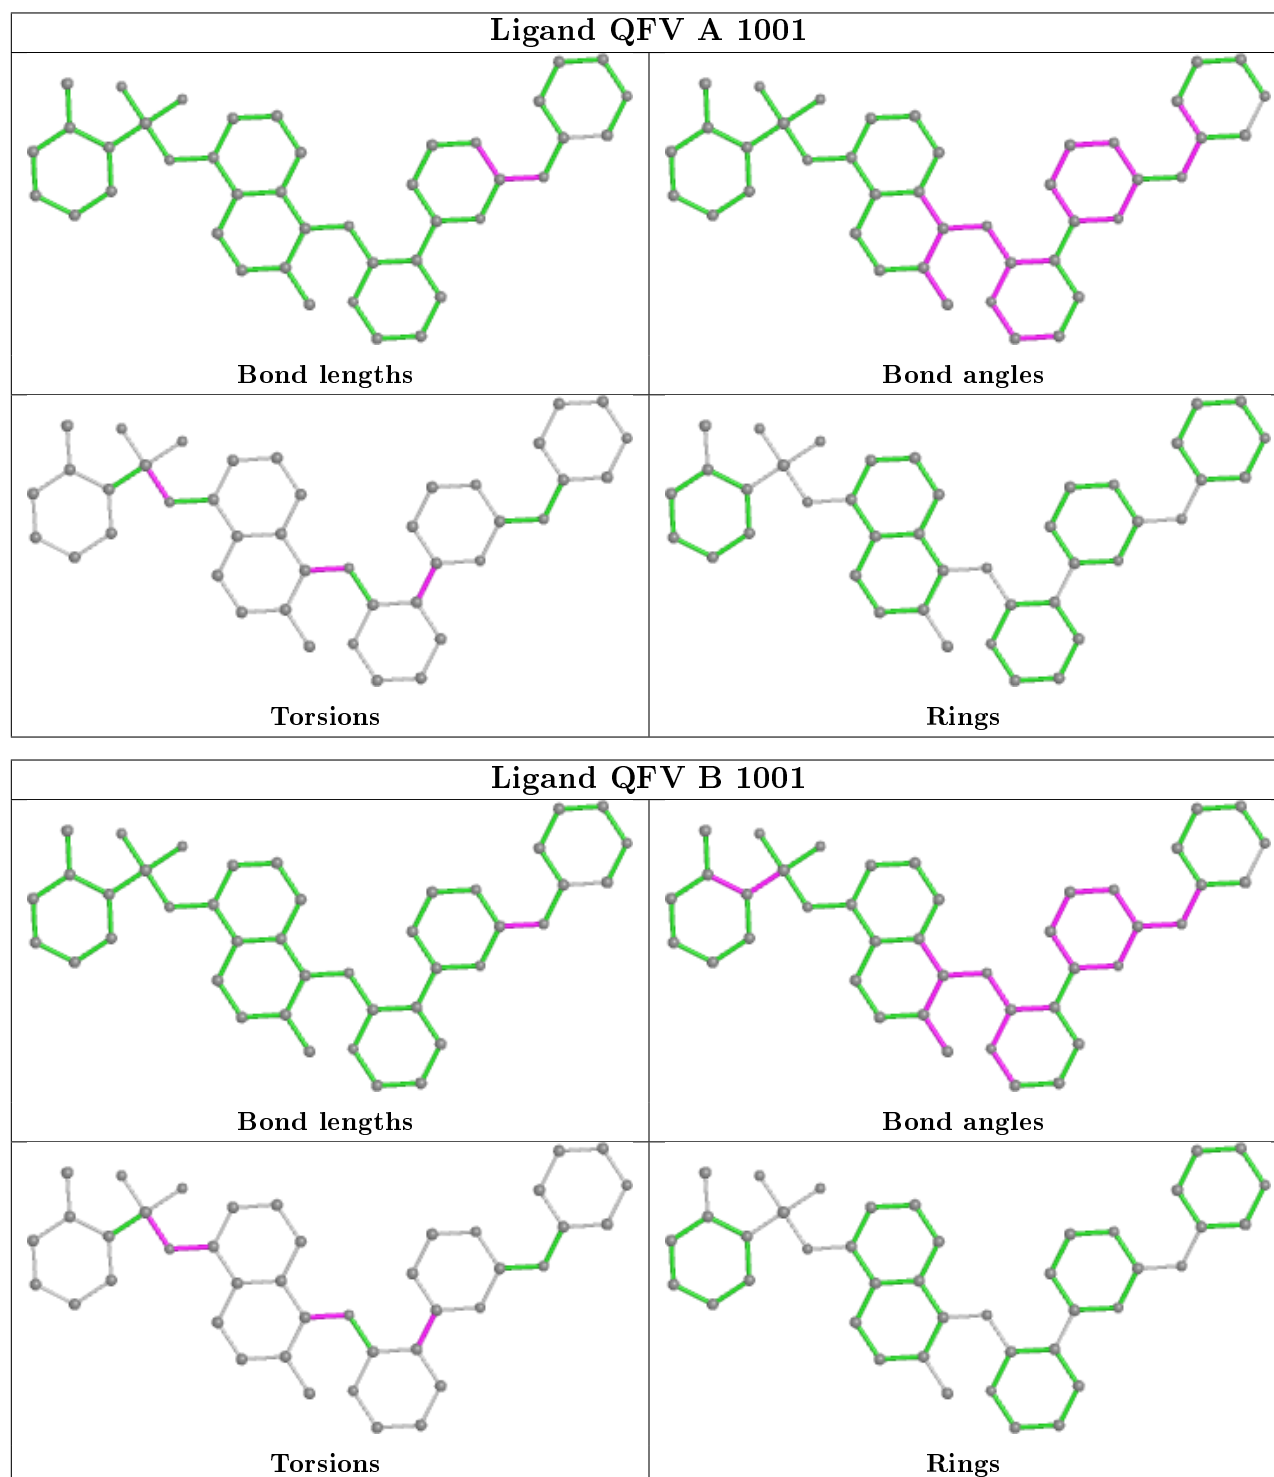 Ligand QFV A 1001
Bond lengths
Bond angles
Torsions
Rings
Ligand QFV B 1001
Bond lengths
Bond angles
Torsions
Rings